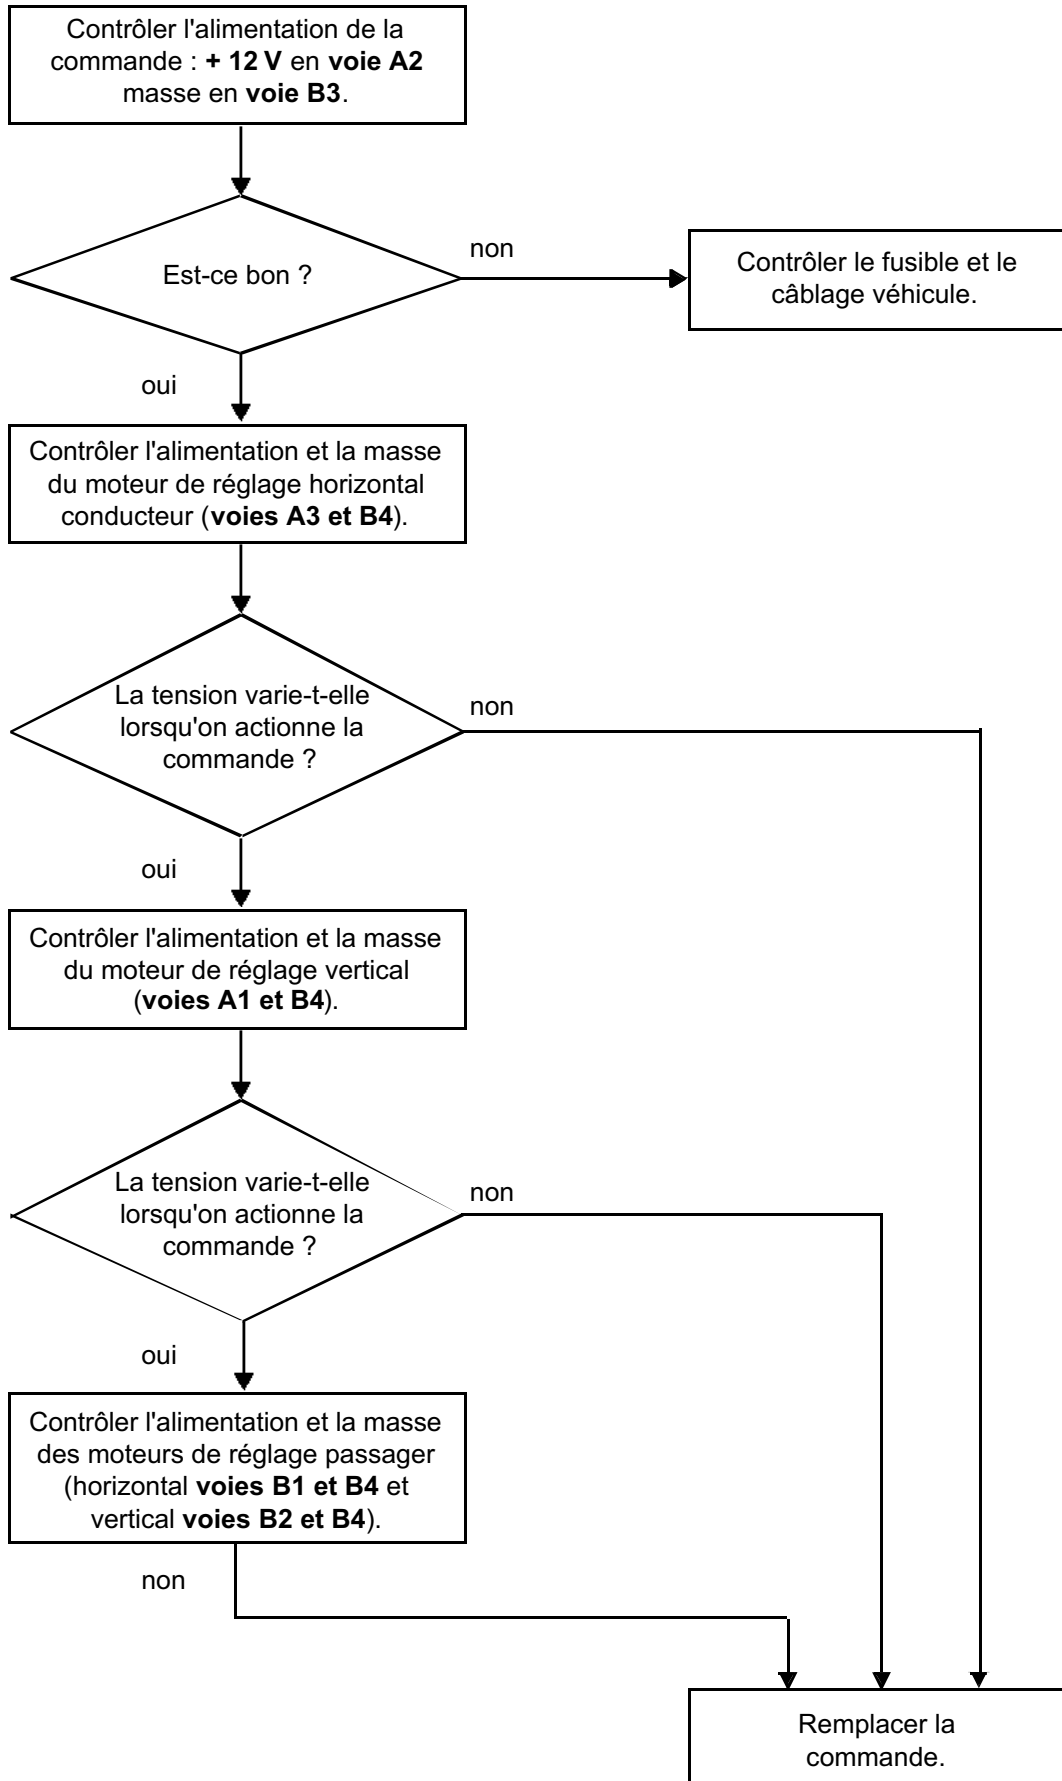 Contrôler l'alimentation de la
commande : + 12 V en voie A2
masse en voie B3.
Est-ce bon ?
non
Contrôler le fusible et le
câblage véhicule.
oui
Contrôler l'alimentation et la masse
du moteur de réglage horizontal
conducteur (voies A3 et B4).
La tension varie-t-elle
lorsqu'on actionne la
commande ?
non
oui
Contrôler l'alimentation et la masse
du moteur de réglage vertical
(voies A1 et B4).
La tension varie-t-elle
lorsqu'on actionne la
commande ?
non
oui
Contrôler l'alimentation et la masse
des moteurs de réglage passager
(horizontal voies B1 et B4 et
vertical voies B2 et B4).
non
Remplacer la
commande.